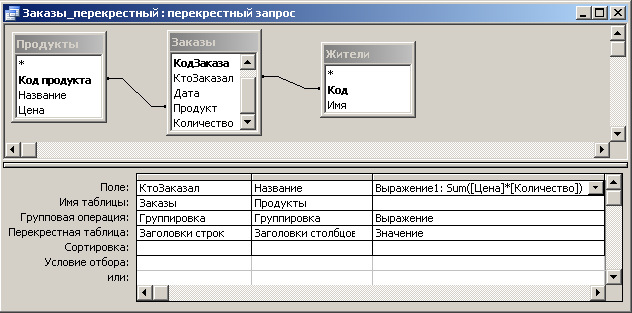 Заказы_перекрестный : перекрестный запрос
Продукты
*
Код продукта
Название
Цена
Заказы
КодЗаказа
КтоЗаказал
Дата
Продукт
Количество
Жители
*
Код
Имя
Поле: КтоЗаказал Название Выражение1: Sum([Цена]*[Количество])
Имя таблицы: Заказы Продукты
Групповая операция: Группировка Группировка Выражение
Перекрестная таблица: Заголовки строк Заголовки столбцов Значение
Сортировка:
Условие отбора:
или: